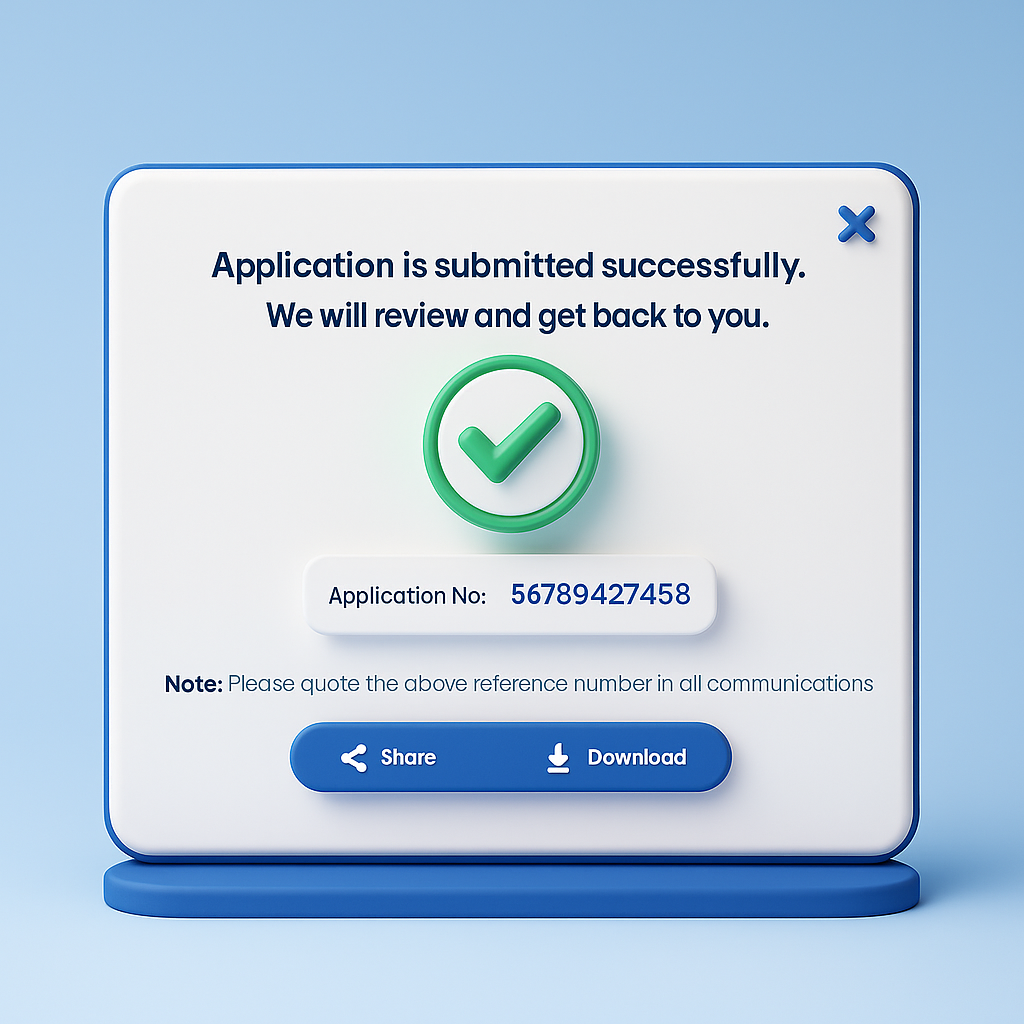 Application is submitted successfully.
We will review and get back to you.
Application No: 56789427458
Note: Please quote the above reference number in all communications
Share Download